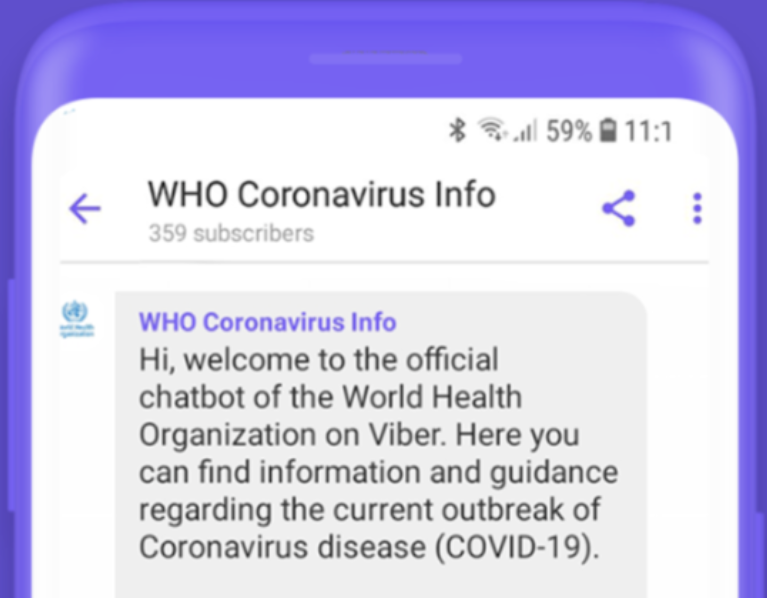 59% 11:1
WHO Coronavirus Info
359 subscribers
WHO Coronavirus Info
Hi, welcome to the official
chatbot of the World Health
Organization on Viber. Here you
can find information and guidance
regarding the current outbreak of
Coronavirus disease (COVID-19).